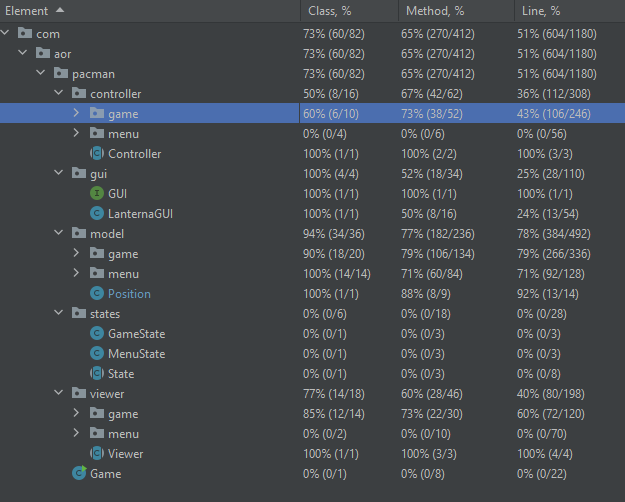 Element Class, % Method, % Line, %
com 73% (60/82) 65% (270/412) 51% (604/1180)
aor 73% (60/82) 65% (270/412) 51% (604/1180)
pacman 73% (60/82) 65% (270/412) 51% (604/1180)
controller 50% (8/16) 67% (42/62) 36% (112/308)
game 60% (6/10) 73% (38/52) 43% (106/246)
menu 0% (0/4) 0% (0/6) 0% (0/56)
C Controller 100% (1/1) 100% (2/2) 100% (3/3)
gui 100% (4/4) 52% (18/34) 25% (28/110)
I GUI 100% (1/1) 100% (1/1) 100% (1/1)
C LanternaGUI 100% (1/1) 50% (8/16) 24% (13/54)
model 94% (34/36) 77% (182/236) 78% (384/492)
game 90% (18/20) 79% (106/134) 79% (266/336)
menu 100% (14/14) 71% (60/84) 71% (92/128)
C Position 100% (1/1) 88% (8/9) 92% (13/14)
states 0% (0/6) 0% (0/18) 0% (0/28)
C GameState 0% (0/1) 0% (0/3) 0% (0/3)
C MenuState 0% (0/1) 0% (0/3) 0% (0/3)
C State 0% (0/1) 0% (0/3) 0% (0/8)
viewer 77% (14/18) 60% (28/46) 40% (80/198)
game 85% (12/14) 73% (22/30) 60% (72/120)
menu 0% (0/2) 0% (0/10) 0% (0/70)
C Viewer 100% (1/1) 100% (3/3) 100% (4/4)
C Game 0% (0/1) 0% (0/8) 0% (0/22)